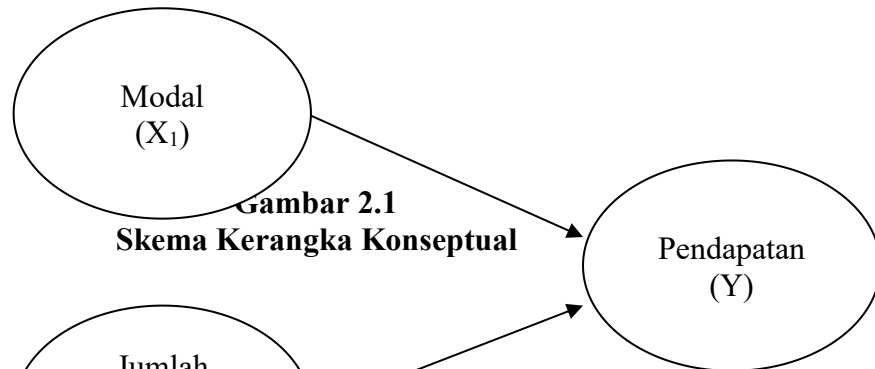 Modal
(X₁)
Gambar 2.1
Skema Kerangka Konseptual
Pendapatan
(Y)
Jumlah